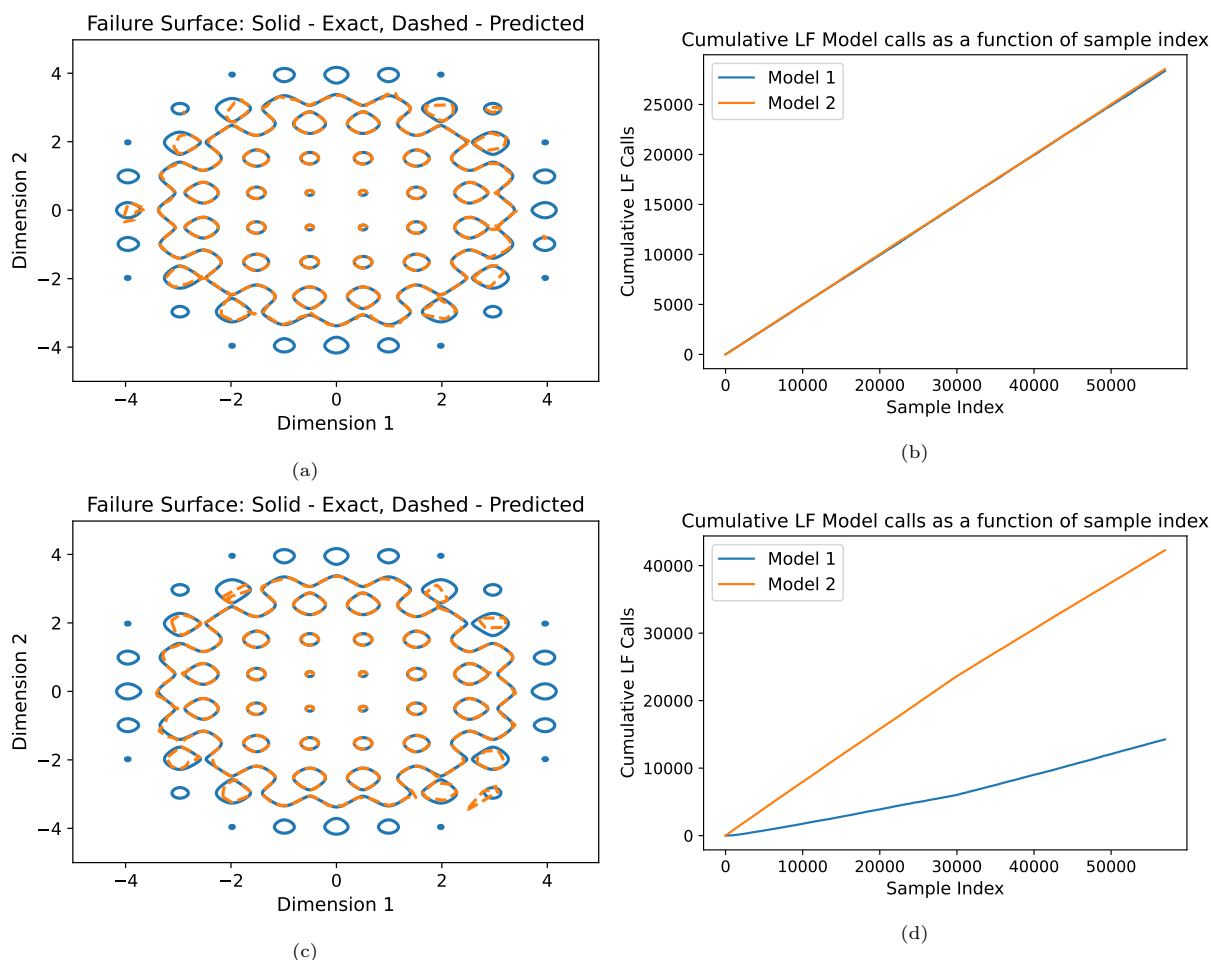 Failure Surface: Solid - Exact, Dashed - Predicted
4
2
0
−2
−4
Dimension 2
−4 −2 0 2 4
Dimension 1
(a)
Cumulative LF Model calls as a function of sample index
Model 1
Model 2
25000
20000
15000
10000
5000
0
Cumulative LF Calls
0 10000 20000 30000 40000 50000
Sample Index
(b)
Failure Surface: Solid - Exact, Dashed - Predicted
4
2
0
−2
−4
Dimension 2
−4 −2 0 2 4
Dimension 1
(c)
Cumulative LF Model calls as a function of sample index
Model 1
Model 2
40000
30000
20000
10000
0
Cumulative LF Calls
0 10000 20000 30000 40000 50000
Sample Index
(d)